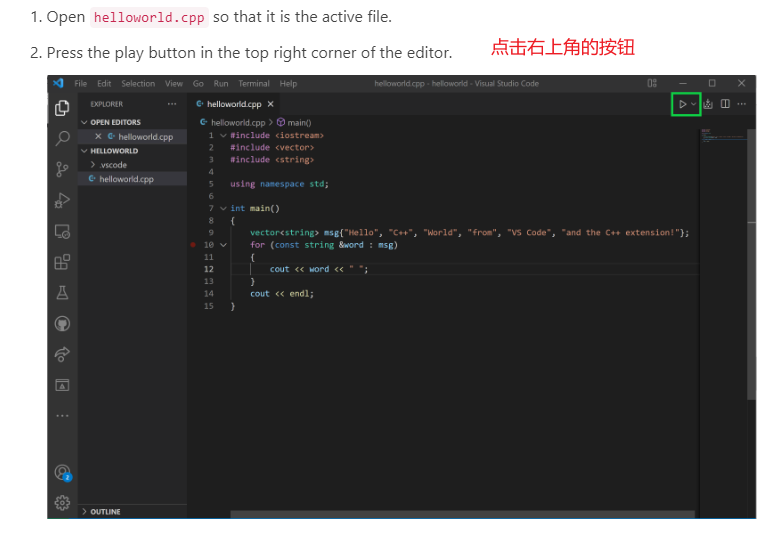 1. Open helloworld.cpp so that it is the active file.
2. Press the play button in the top right corner of the editor.
点击右上角的按钮
File Edit Selection View Go Run Terminal Help
helloworld.cpp - helloworld - Visual Studio Code
EXPLORER ···
helloworld.cpp ×
OPEN EDITORS
× helloworld.cpp
HELLOWORLD
.vscode
helloworld.cpp
helloworld.cpp > main()
1 #include <iostream>
2 #include <vector>
3 #include <string>
4
5 using namespace std;
6
7 int main()
8 {
9 vector<string> msg{"Hello", "C++", "World", "from", "VS Code", "and the C++ extension!"};
10 for (const string &word : msg)
11 {
12 cout << word << " ";
13 }
14 cout << endl;
15 }
2
OUTLINE